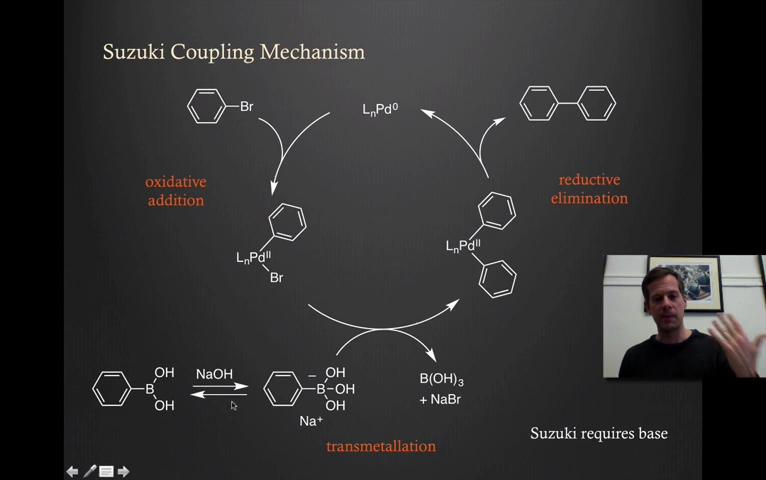 Suzuki Coupling Mechanism
Br
LnPd0
oxidative
addition
reductive
elimination
LnPdII
Br
LnPdII
OH
B
OH
NaOH
OH
B–OH
OH
–
Na+
B(OH)3
+ NaBr
transmetallation
Suzuki requires base